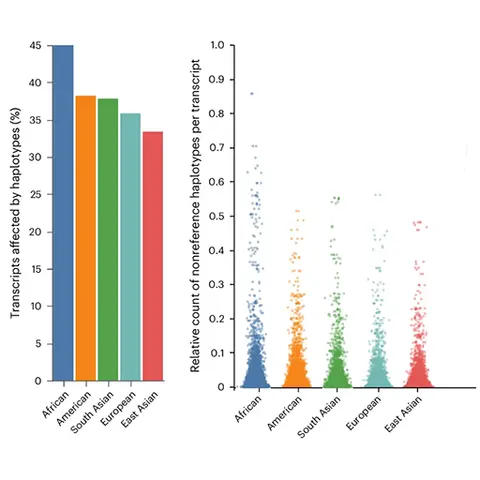 Transcripts affected by haplotypes (%)
45
40
35
30
25
20
15
10
5
0
African
American
South Asian
European
East Asian
Relative count of nonreference haplotypes per transcript
1.0
0.9
0.8
0.7
0.6
0.5
0.4
0.3
0.2
0.1
0
African
American
South Asian
European
East Asian